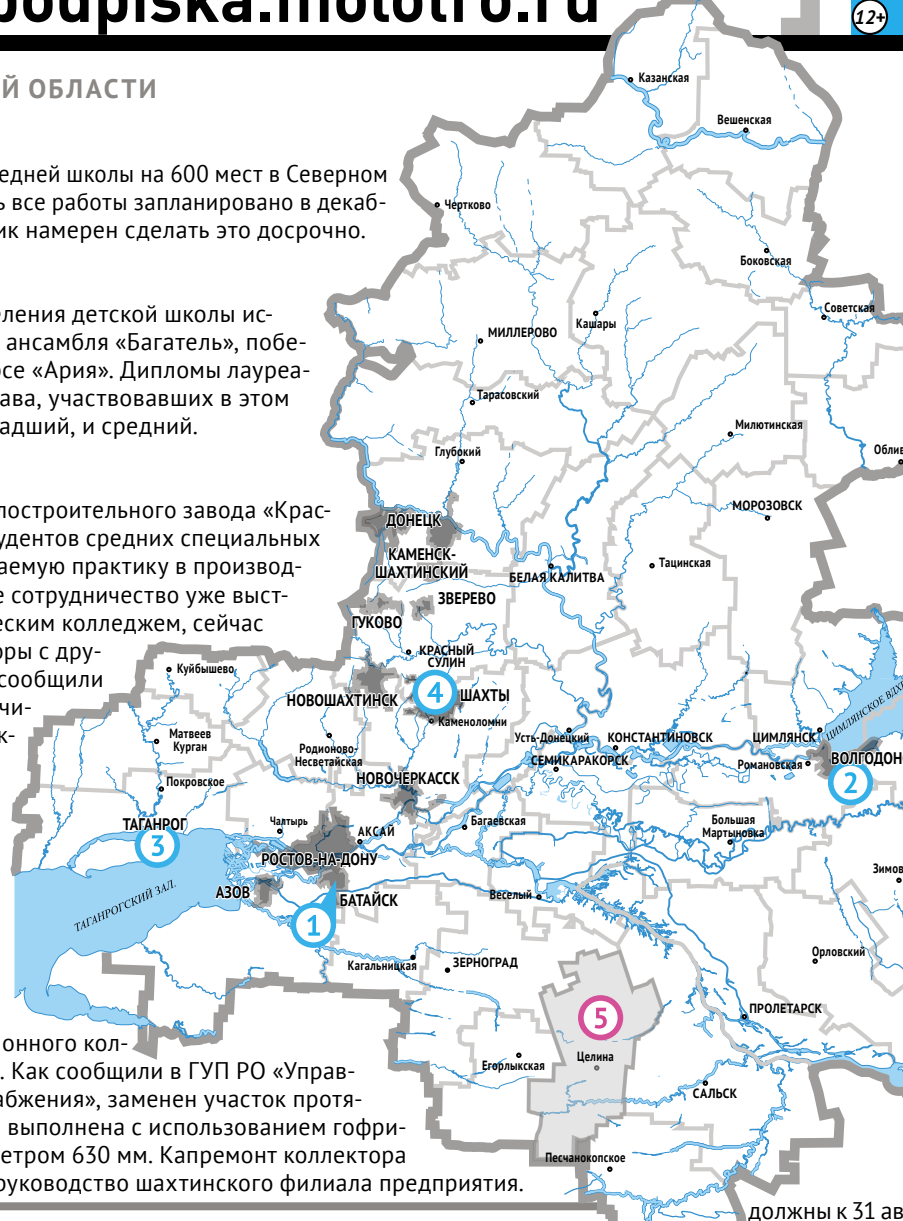 podpiska.molotro.ru
12+
Й ОБЛАСТИ
едней школы на 600 мест в Северном
ь все работы запланировано в декаб-
ик намерен сделать это досрочно.
еления детской школы ис-
ансамбля «Багатель», побе-
рсе «Ария». Дипломы лауреа-
тава, участвовавших в этом
адший, и средний.
лостроительного завода «Крас-
удентов средних специальных
аемую практику в производ-
е сотрудничество уже выст-
еским колледжем, сейчас
оры с дру-
сообщили
чи-
к-
Казанская
Вешенская
Чертково
Боковская
Советская
МИЛЛЕРОВО
Кашары
Тарасовский
Милютинская
Глубокий
Облив
МОРОЗОВСК
ДОНЕЦК
КАМЕНСК-
ШАХТИНСКИЙ
БЕЛАЯ КАЛИТВА
Тацинская
ЗВЕРЕВО
ГУКОВО
КРАСНЫЙ
СУЛИН
Куйбышево
НОВОШАХТИНСК
4
ШАХТЫ
Каменоломни
ЦИМЛЯНСКОЕ ВДХР
Матвеев
Курган
Родионово-
Несветайская
Усть-Донецкий
КОНСТАНТИНОВСК
ЦИМЛЯНСК
СЕМИКАРАКОРСК
Романовская
ВОЛГОДОН
2
Покровское
НОВОЧЕРКАССК
ТАГАНРОГ
3
Чалтырь
АКСАЙ
Багаевская
Большая
Мартыновка
РОСТОВ-НА-ДОНУ
Зимов
АЗОВ
БАТАЙСК
Веселый
ТАГАНРОГСКИЙ ЗАЛ.
1
Кагальницкая
ЗЕРНОГРАД
Орловский
5
ПРОЛЕТАРСК
Егорлыкская
Целина
САЛЬСК
Песчанокопское
онного кол-
. Как сообщили в ГУП РО «Управ-
абжения», заменен участок протя-
выполнена с использованием гофри-
етром 630 мм. Капремонт коллектора
руководство шахтинского филиала предприятия.
должны к 31 ав